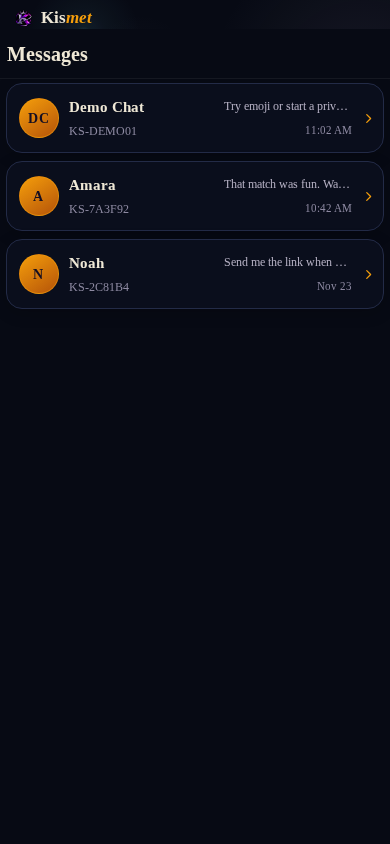 Kismet
Messages
DC
Demo Chat
Try emoji or start a priv…
KS-DEMO01
11:02 AM
A
Amara
That match was fun. Wa…
KS-7A3F92
10:42 AM
N
Noah
Send me the link when …
KS-2C81B4
Nov 23